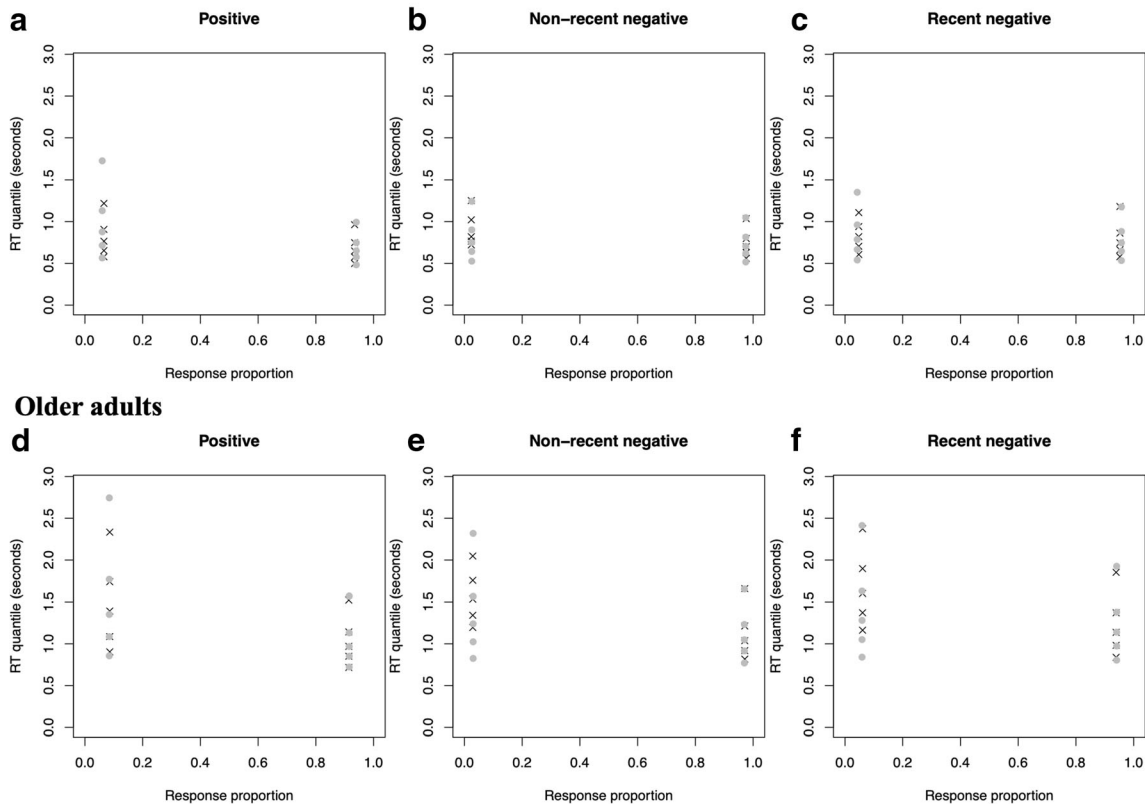 a Positive
b Non−recent negative
c Recent negative
RT quantile (seconds)
0.0 0.5 1.0 1.5 2.0 2.5 3.0
0.0 0.2 0.4 0.6 0.8 1.0
Response proportion
RT quantile (seconds)
0.0 0.5 1.0 1.5 2.0 2.5 3.0
0.0 0.2 0.4 0.6 0.8 1.0
Response proportion
RT quantile (seconds)
0.0 0.5 1.0 1.5 2.0 2.5 3.0
0.0 0.2 0.4 0.6 0.8 1.0
Response proportion
Older adults
d Positive
e Non−recent negative
f Recent negative
RT quantile (seconds)
0.0 0.5 1.0 1.5 2.0 2.5 3.0
0.0 0.2 0.4 0.6 0.8 1.0
Response proportion
RT quantile (seconds)
0.0 0.5 1.0 1.5 2.0 2.5 3.0
0.0 0.2 0.4 0.6 0.8 1.0
Response proportion
RT quantile (seconds)
0.0 0.5 1.0 1.5 2.0 2.5 3.0
0.0 0.2 0.4 0.6 0.8 1.0
Response proportion